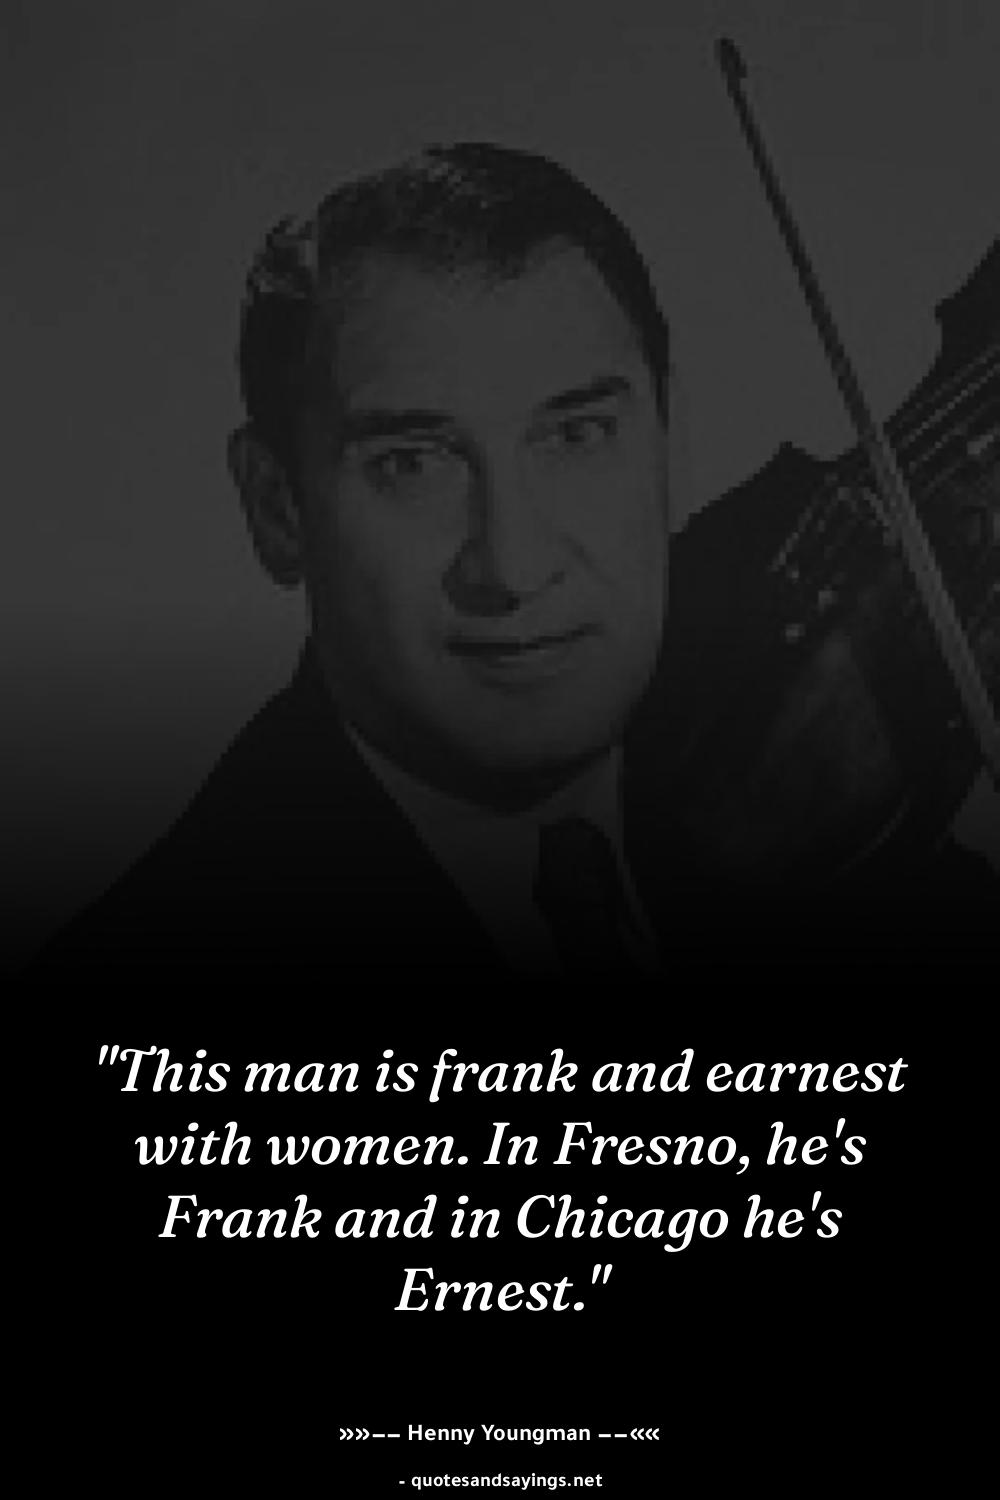 "This man is frank and earnest
with women. In Fresno, he's
Frank and in Chicago he's
Ernest."
»»−− Henny Youngman −−««
- quotesandsayings.net